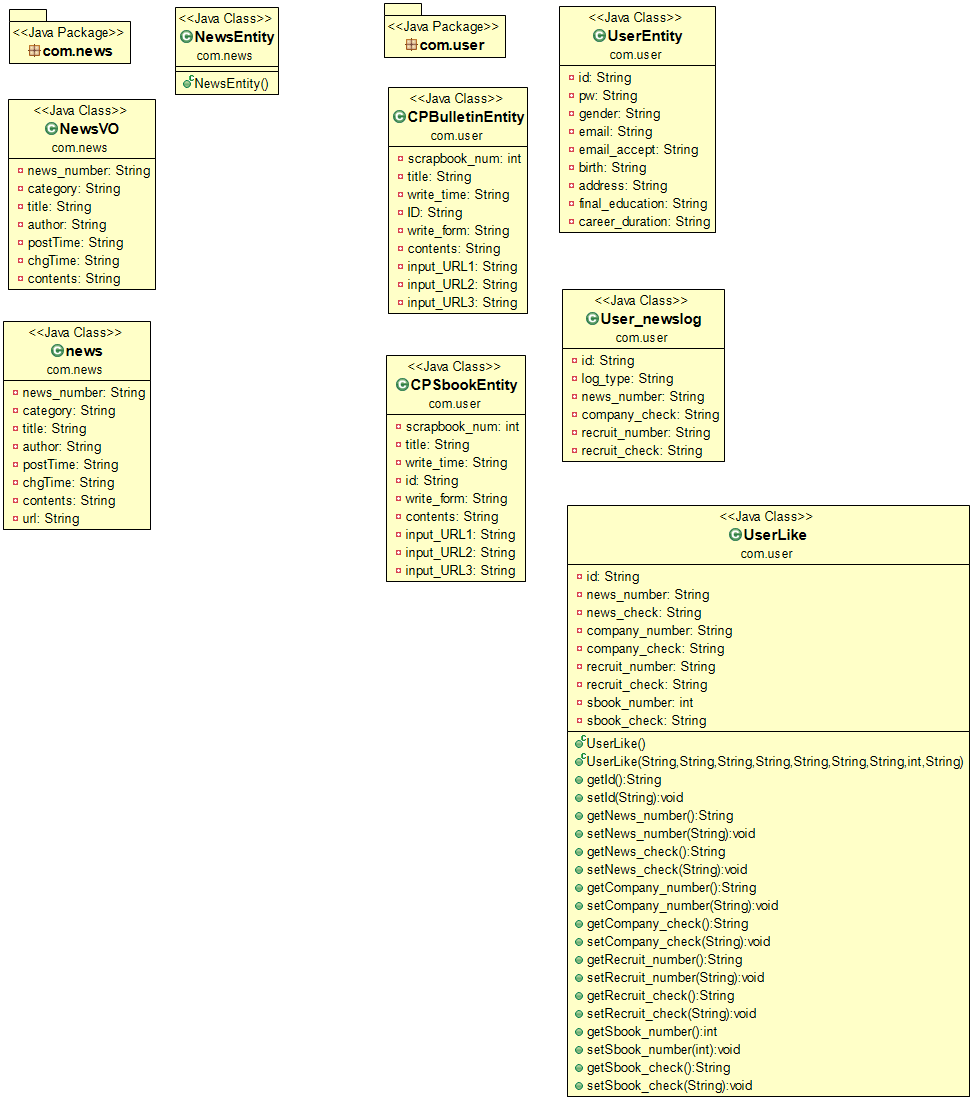 <<Java Package>>
com.news
<<Java Class>>
NewsEntity
com.news
NewsEntity()
<<Java Class>>
NewsVO
com.news
news_number: String
category: String
title: String
author: String
postTime: String
chgTime: String
contents: String
<<Java Class>>
news
com.news
news_number: String
category: String
title: String
author: String
postTime: String
chgTime: String
contents: String
url: String
<<Java Package>>
com.user
<<Java Class>>
CPBulletinEntity
com.user
scrapbook_num: int
title: String
write_time: String
ID: String
write_form: String
contents: String
input_URL1: String
input_URL2: String
input_URL3: String
<<Java Class>>
CPSbookEntity
com.user
scrapbook_num: int
title: String
write_time: String
id: String
write_form: String
contents: String
input_URL1: String
input_URL2: String
input_URL3: String
<<Java Class>>
UserEntity
com.user
id: String
pw: String
gender: String
email: String
email_accept: String
birth: String
address: String
final_education: String
career_duration: String
<<Java Class>>
User_newslog
com.user
id: String
log_type: String
news_number: String
company_check: String
recruit_number: String
recruit_check: String
<<Java Class>>
UserLike
com.user
id: String
news_number: String
news_check: String
company_number: String
company_check: String
recruit_number: String
recruit_check: String
sbook_number: int
sbook_check: String
UserLike()
UserLike(String,String,String,String,String,String,String,int,String)
getId():String
setId(String):void
getNews_number():String
setNews_number(String):void
getNews_check():String
setNews_check(String):void
getCompany_number():String
setCompany_number(String):void
getCompany_check():String
setCompany_check(String):void
getRecruit_number():String
setRecruit_number(String):void
getRecruit_check():String
setRecruit_check(String):void
getSbook_number():int
setSbook_number(int):void
getSbook_check():String
setSbook_check(String):void